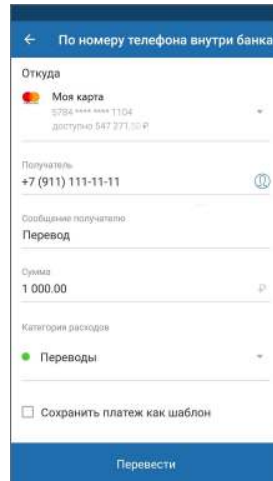 По номеру телефона внутри банка
Откуда
Моя карта
5784 **** **** 1104
доступно 547 271,50 ₽
Получатель
+7 (911) 111-11-11
Сообщение получателю
Перевод
Сумма
1 000.00 ₽
Категория расходов
Переводы
Сохранить платеж как шаблон
Перевести